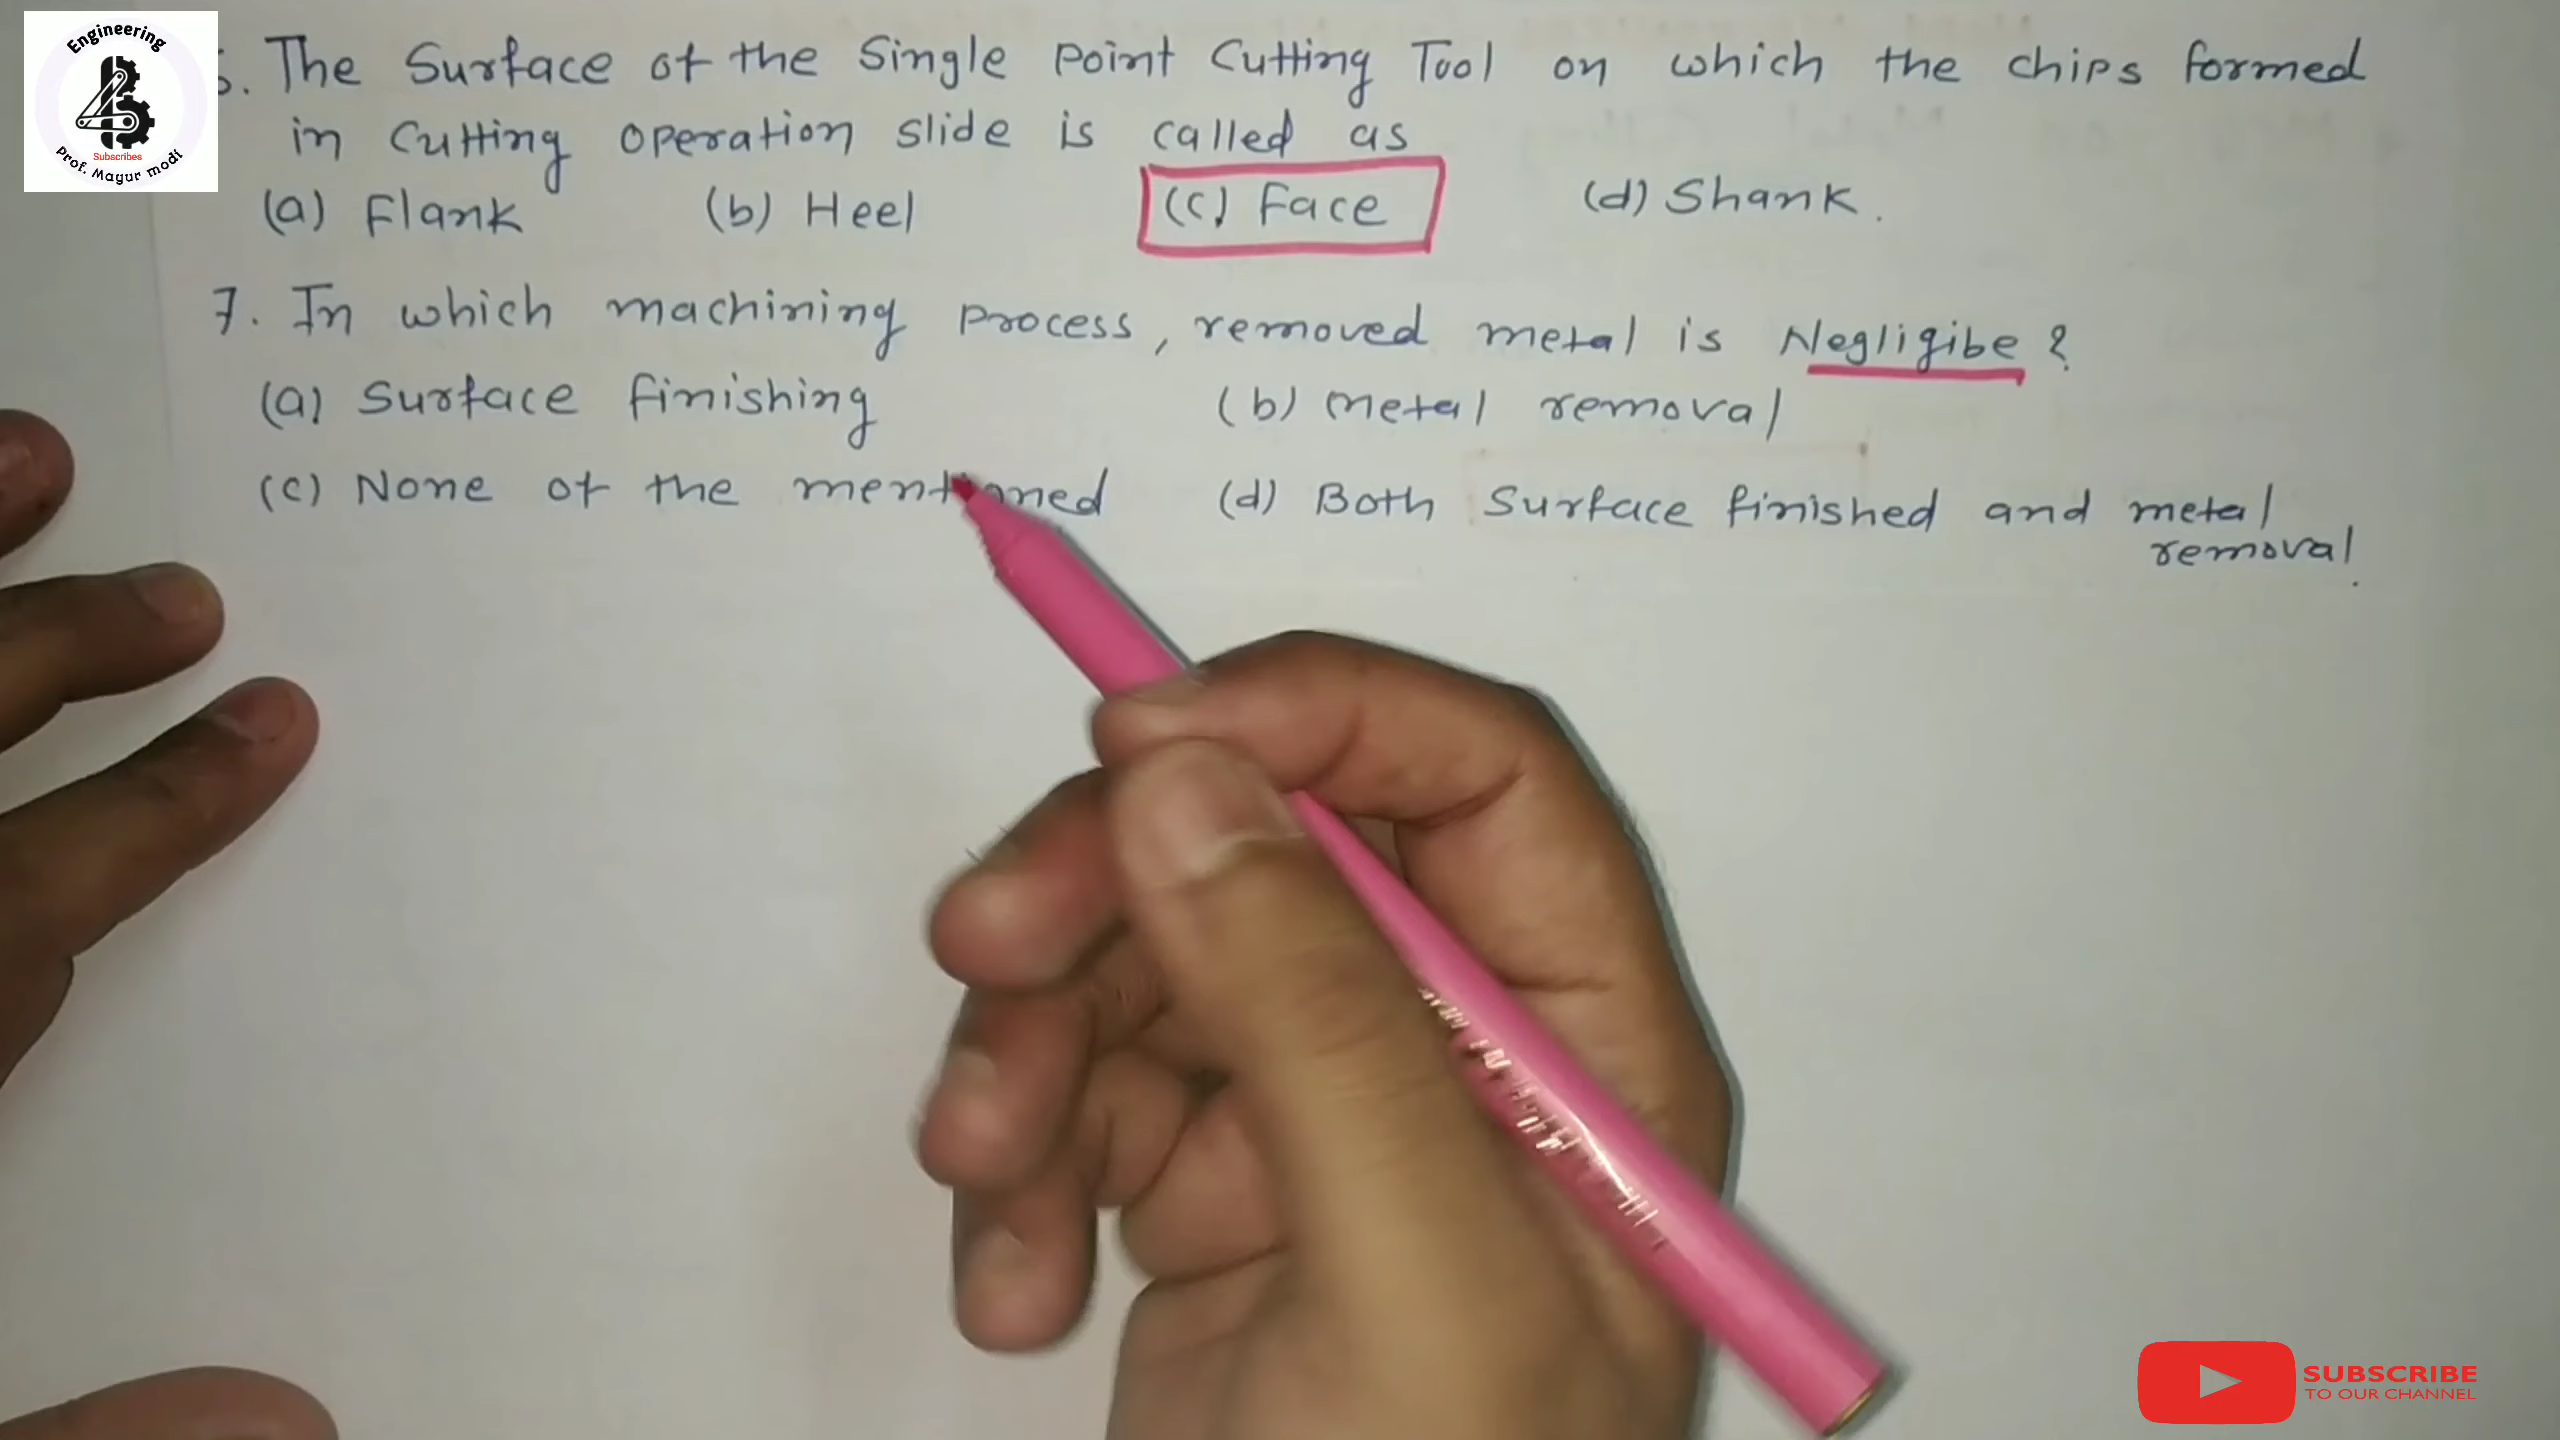 Engineering
Subscribes
Prof. Mayur modi
6. The Surface of the Single Point Cutting Tool on which the chips formed
in Cutting operation slide is called as
(a) Flank (b) Heel (c) Face (d) Shank.
7. In which machining process, removed metal is Negligibe ?
(a) Surface finishing (b) metal removal
(c) None of the mentioned (d) Both Surface finished and metal
removal.
SUBSCRIBE
TO OUR CHANNEL